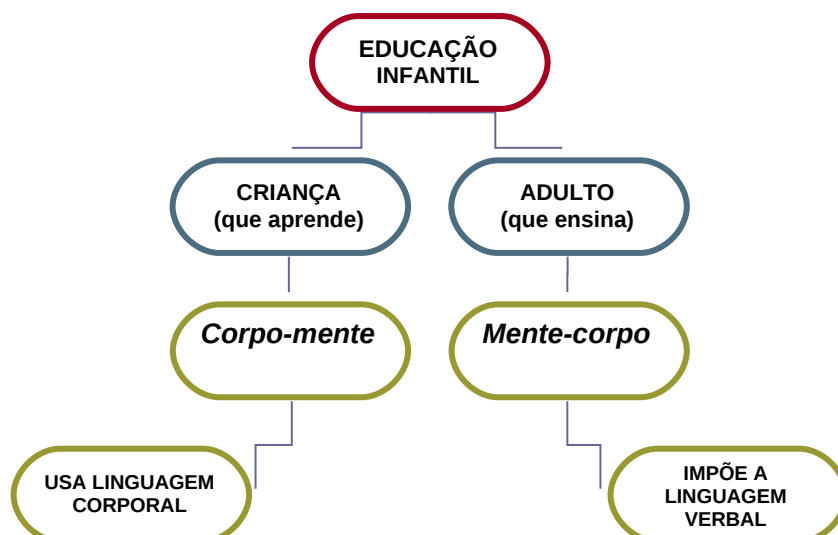 EDUCAÇÃO
INFANTIL
CRIANÇA
(que aprende)
ADULTO
(que ensina)
Corpo-mente
Mente-corpo
USA LINGUAGEM
CORPORAL
IMPÕE A
LINGUAGEM
VERBAL